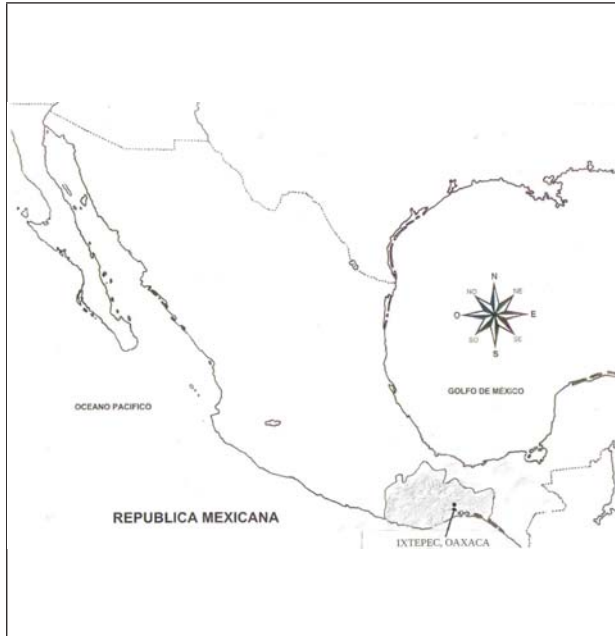 N
NO
NE
O
E
SO
SE
S
GOLFO DE MÉXICO
OCEANO PACIFICO
REPUBLICA MEXICANA
IXTEPEC, OAXACA